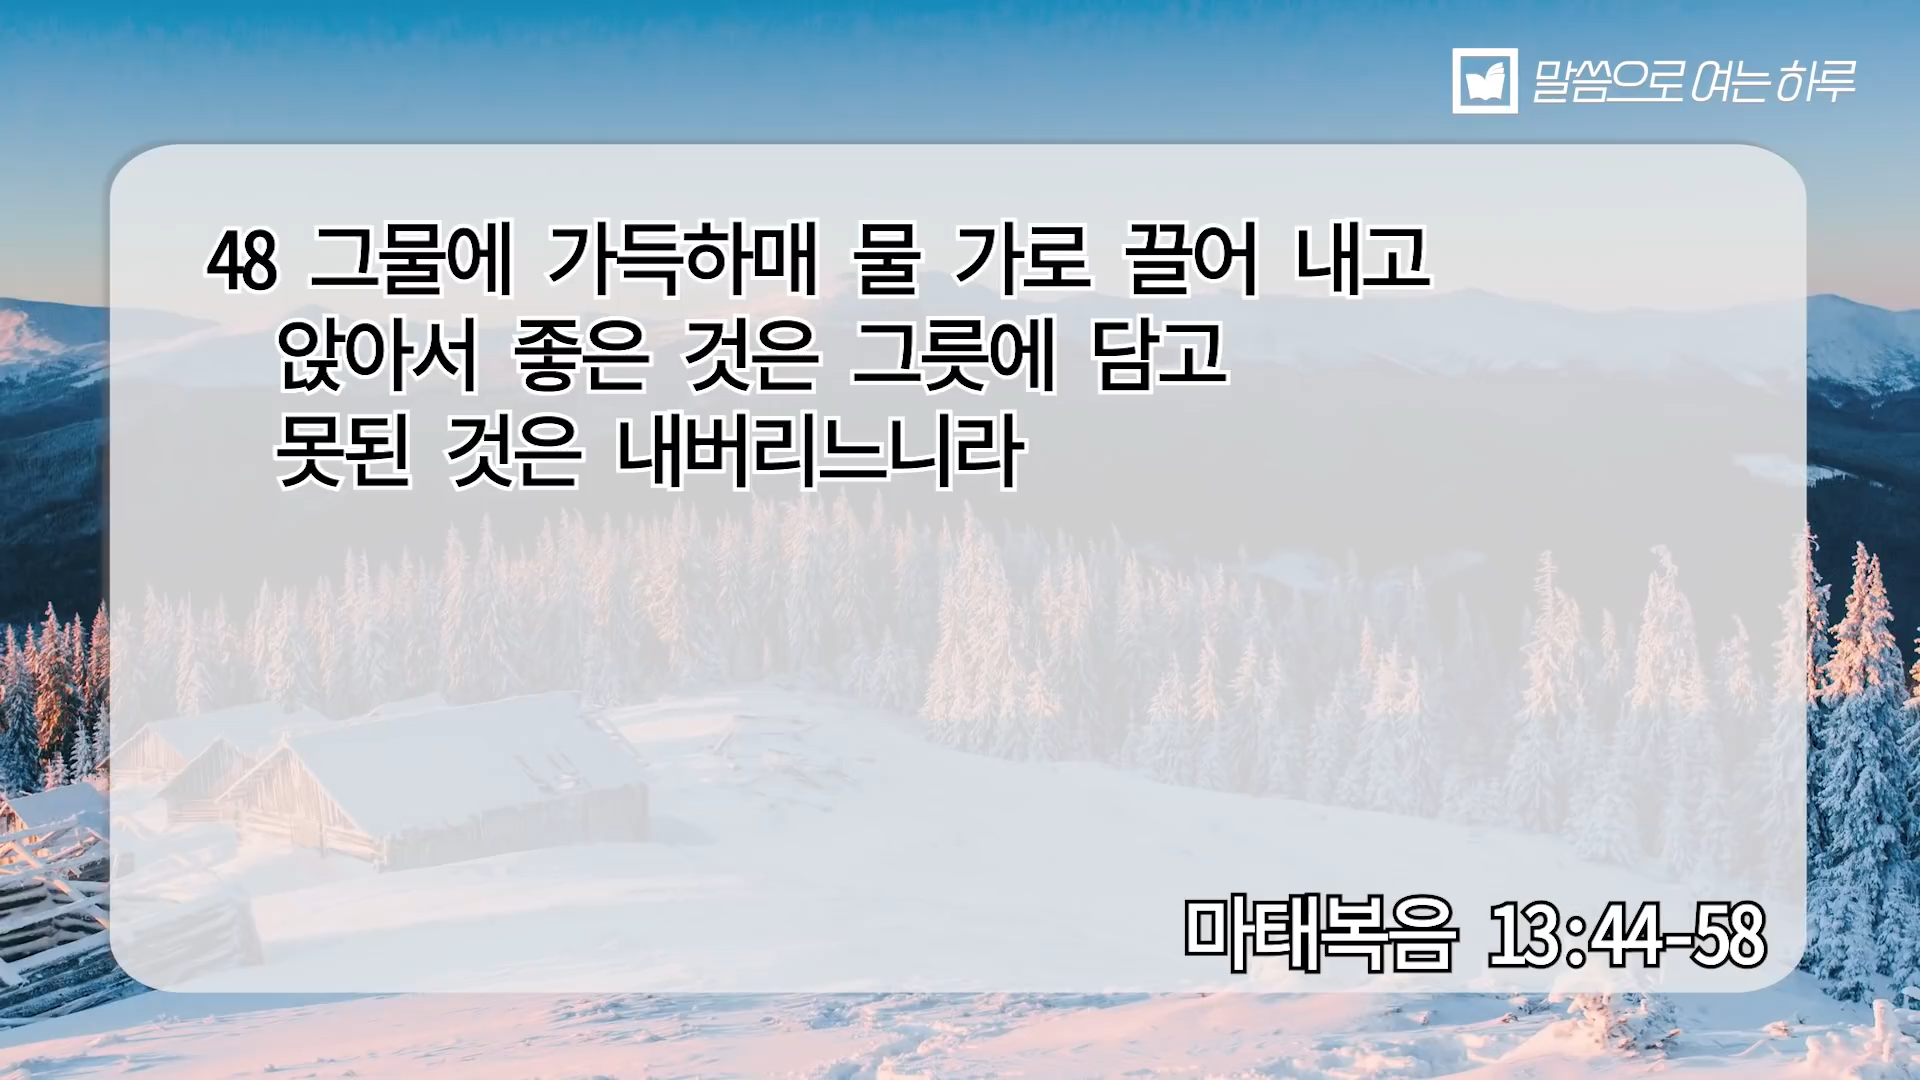 말씀으로 여는 하루
48 그물에 가득하매 물 가로 끌어 내고
앉아서 좋은 것은 그릇에 담고
못된 것은 내버리느니라
마태복음 13:44-58